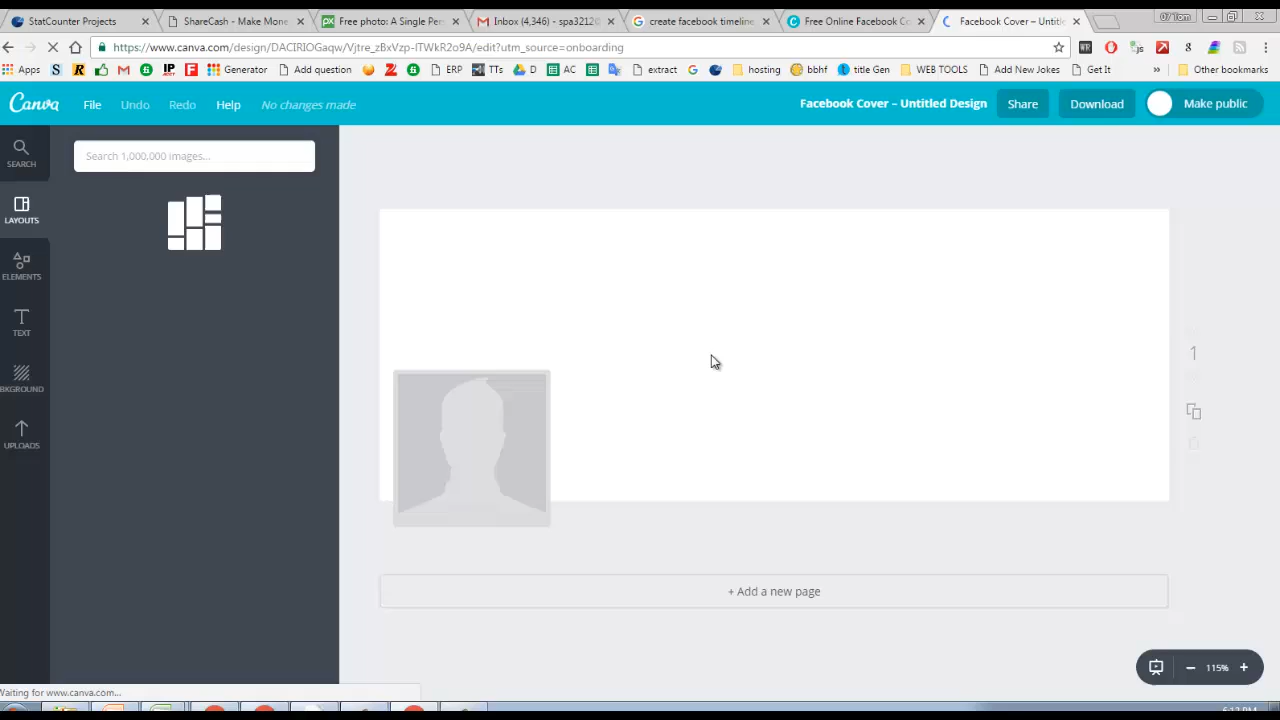 StatCounter Projects
ShareCash - Make Mone
Free photo: A Single Per
Inbox (4,346) - spa3212
create facebook timeline
Free Online Facebook Co
Facebook Cover – Untitle
https://www.canva.com/design/DACIRIOGaqw/Vjtre_zBxVzp-lTWkR2o9A/edit?utm_source=onboarding
Apps
Generator
Add question
ERP
TTs
D
AC
extract
hosting
bbhf
title Gen
WEB TOOLS
Add New Jokes
Get It
» Other bookmarks
Canva File Undo Redo Help No changes made
Facebook Cover – Untitled Design Share Download Make public
SEARCH
Search 1,000,000 images...
LAYOUTS
ELEMENTS
TEXT
BKGROUND
UPLOADS
1
+ Add a new page
115%
Waiting for www.canva.com...